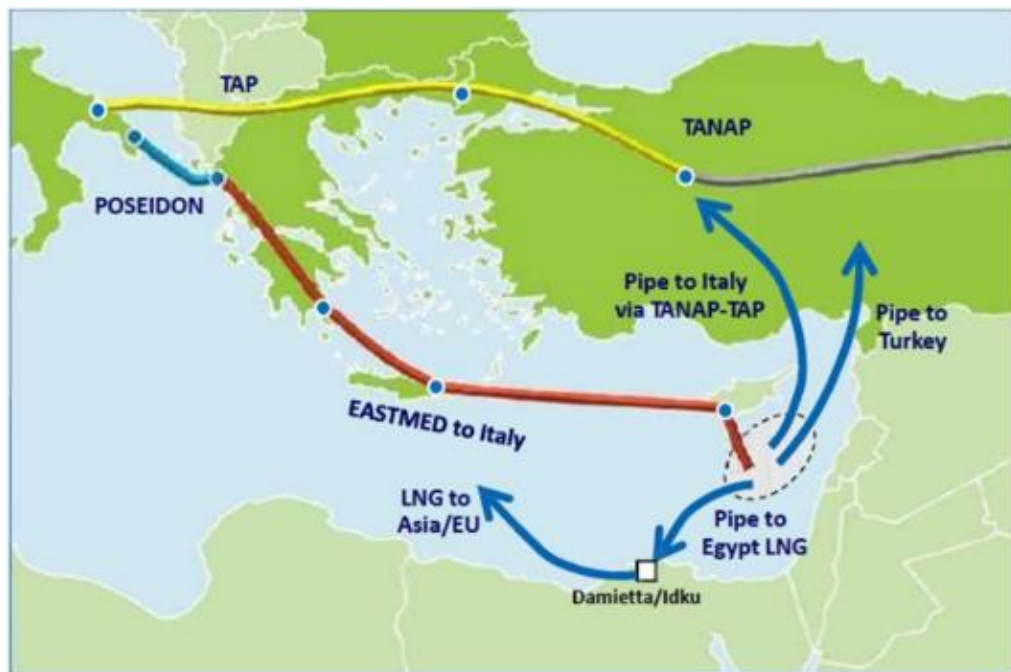 TAP
TANAP
POSEIDON
Pipe to Italy
via TANAP-TAP
Pipe to
Turkey
EASTMED to Italy
LNG to
Asia/EU
Pipe to
Egypt LNG
Damietta/Idku